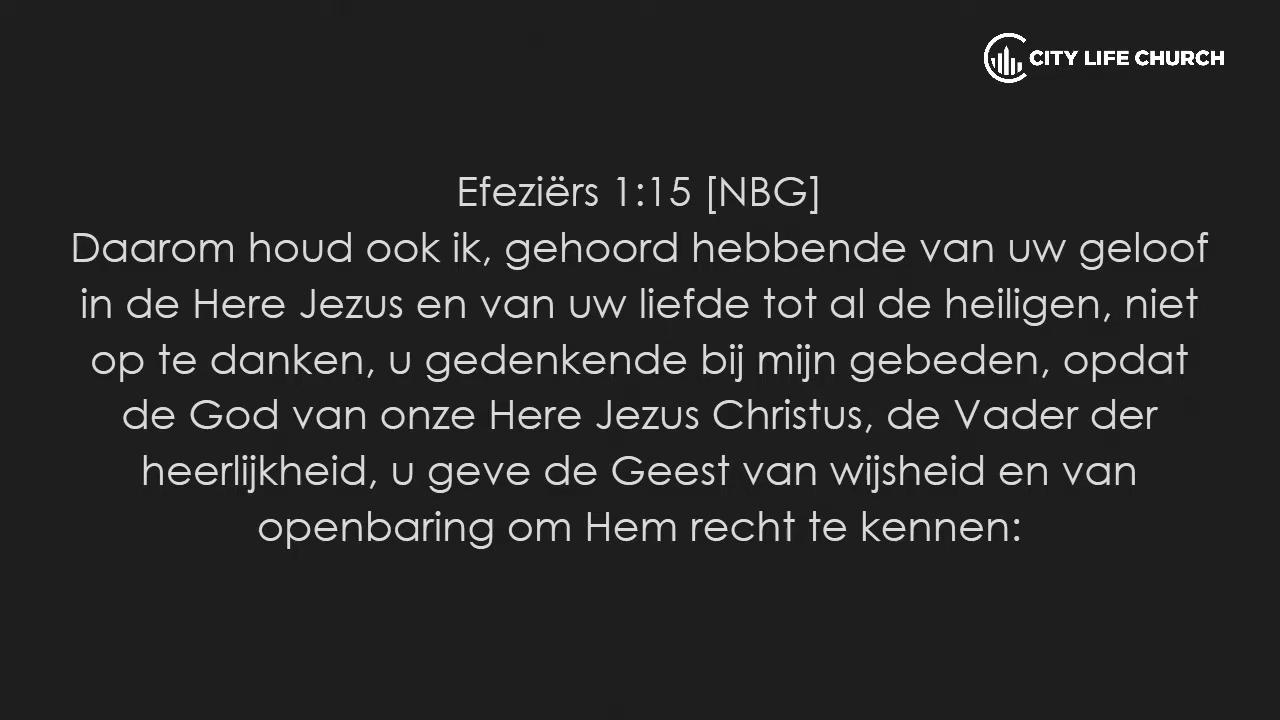 CITY LIFE CHURCH
Efeziërs 1:15 [NBG]
Daarom houd ook ik, gehoord hebbende van uw geloof
in de Here Jezus en van uw liefde tot al de heiligen, niet
op te danken, u gedenkende bij mijn gebeden, opdat
de God van onze Here Jezus Christus, de Vader der
heerlijkheid, u geve de Geest van wijsheid en van
openbaring om Hem recht te kennen: